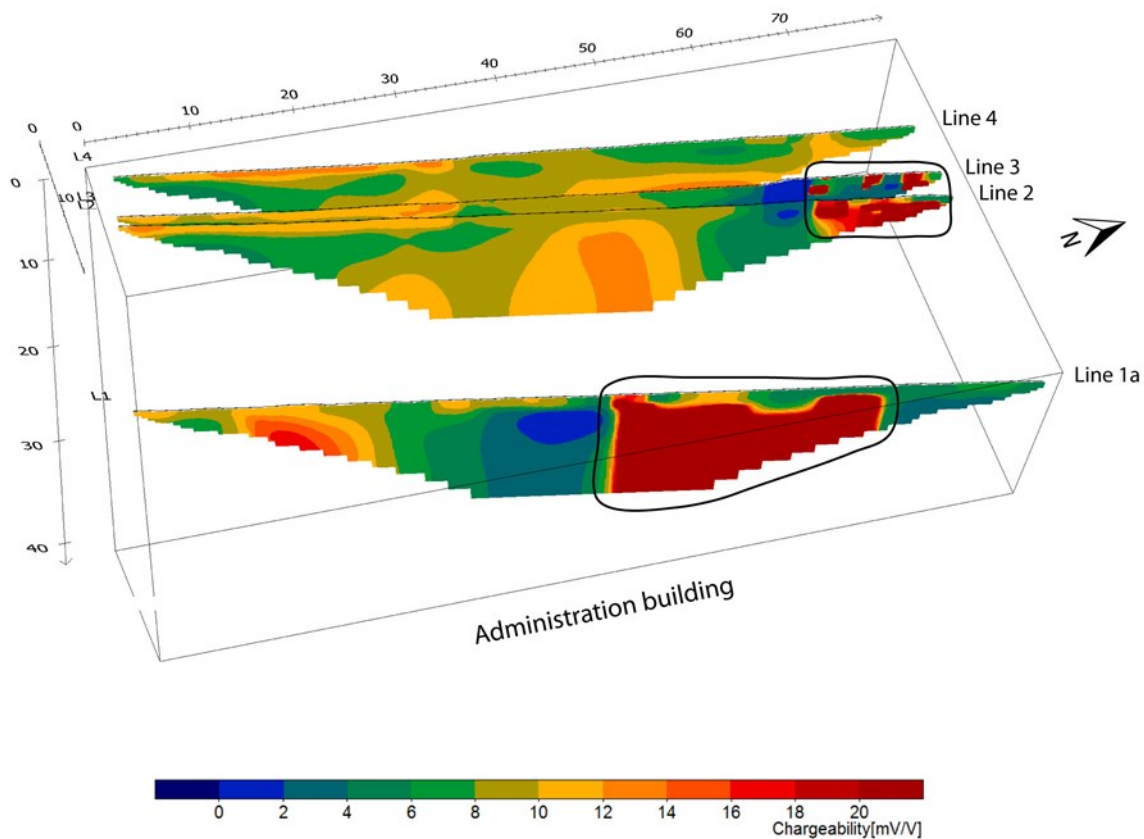 0 10 20 30 40 50 60 70
0
L4
L3
L2
10
0
10
20
30
40
L1
Line 4
Line 3
Line 2
N
Line 1a
Administration building
0 2 4 6 8 10 12 14 16 18 20
Chargeability[mV/V]